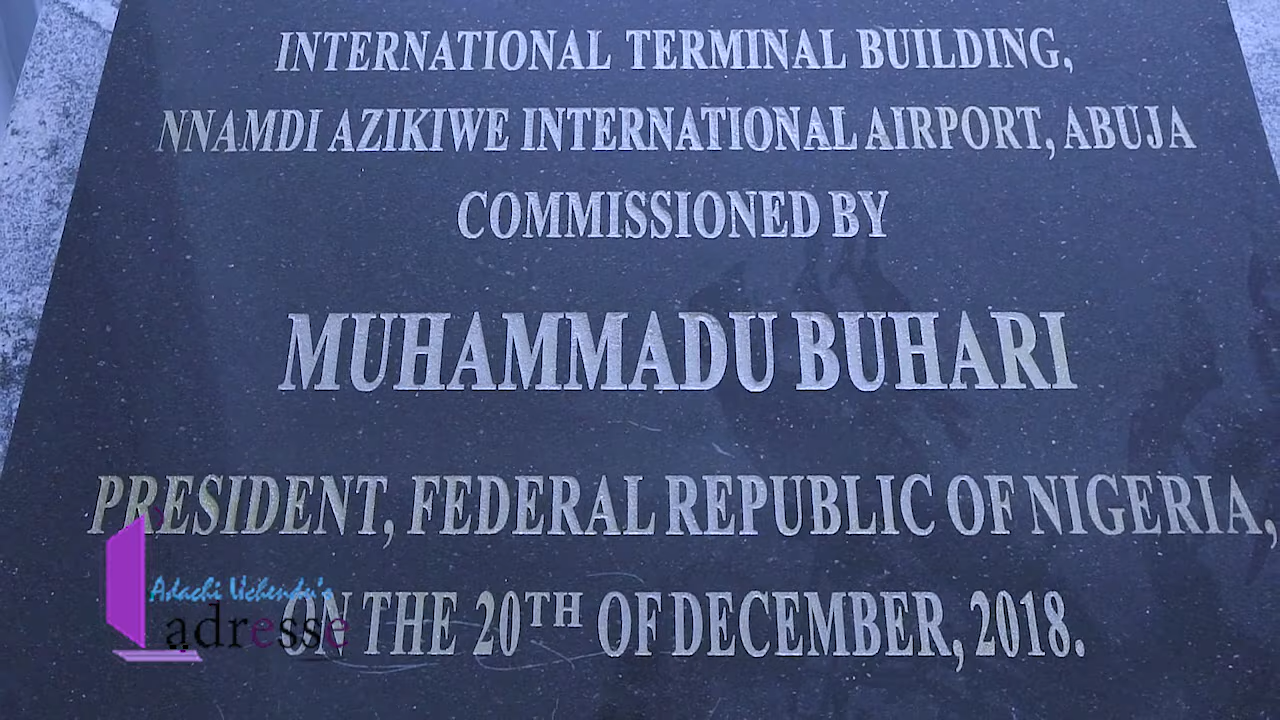 INTERNATIONAL TERMINAL BUILDING,
NNAMDI AZIKIWE INTERNATIONAL AIRPORT, ABUJA
COMMISSIONED BY
MUHAMMADU BUHARI
PRESIDENT, FEDERAL REPUBLIC OF NIGERIA,
ON THE 20TH OF DECEMBER, 2018.
Adachi Uchendu's
adresse